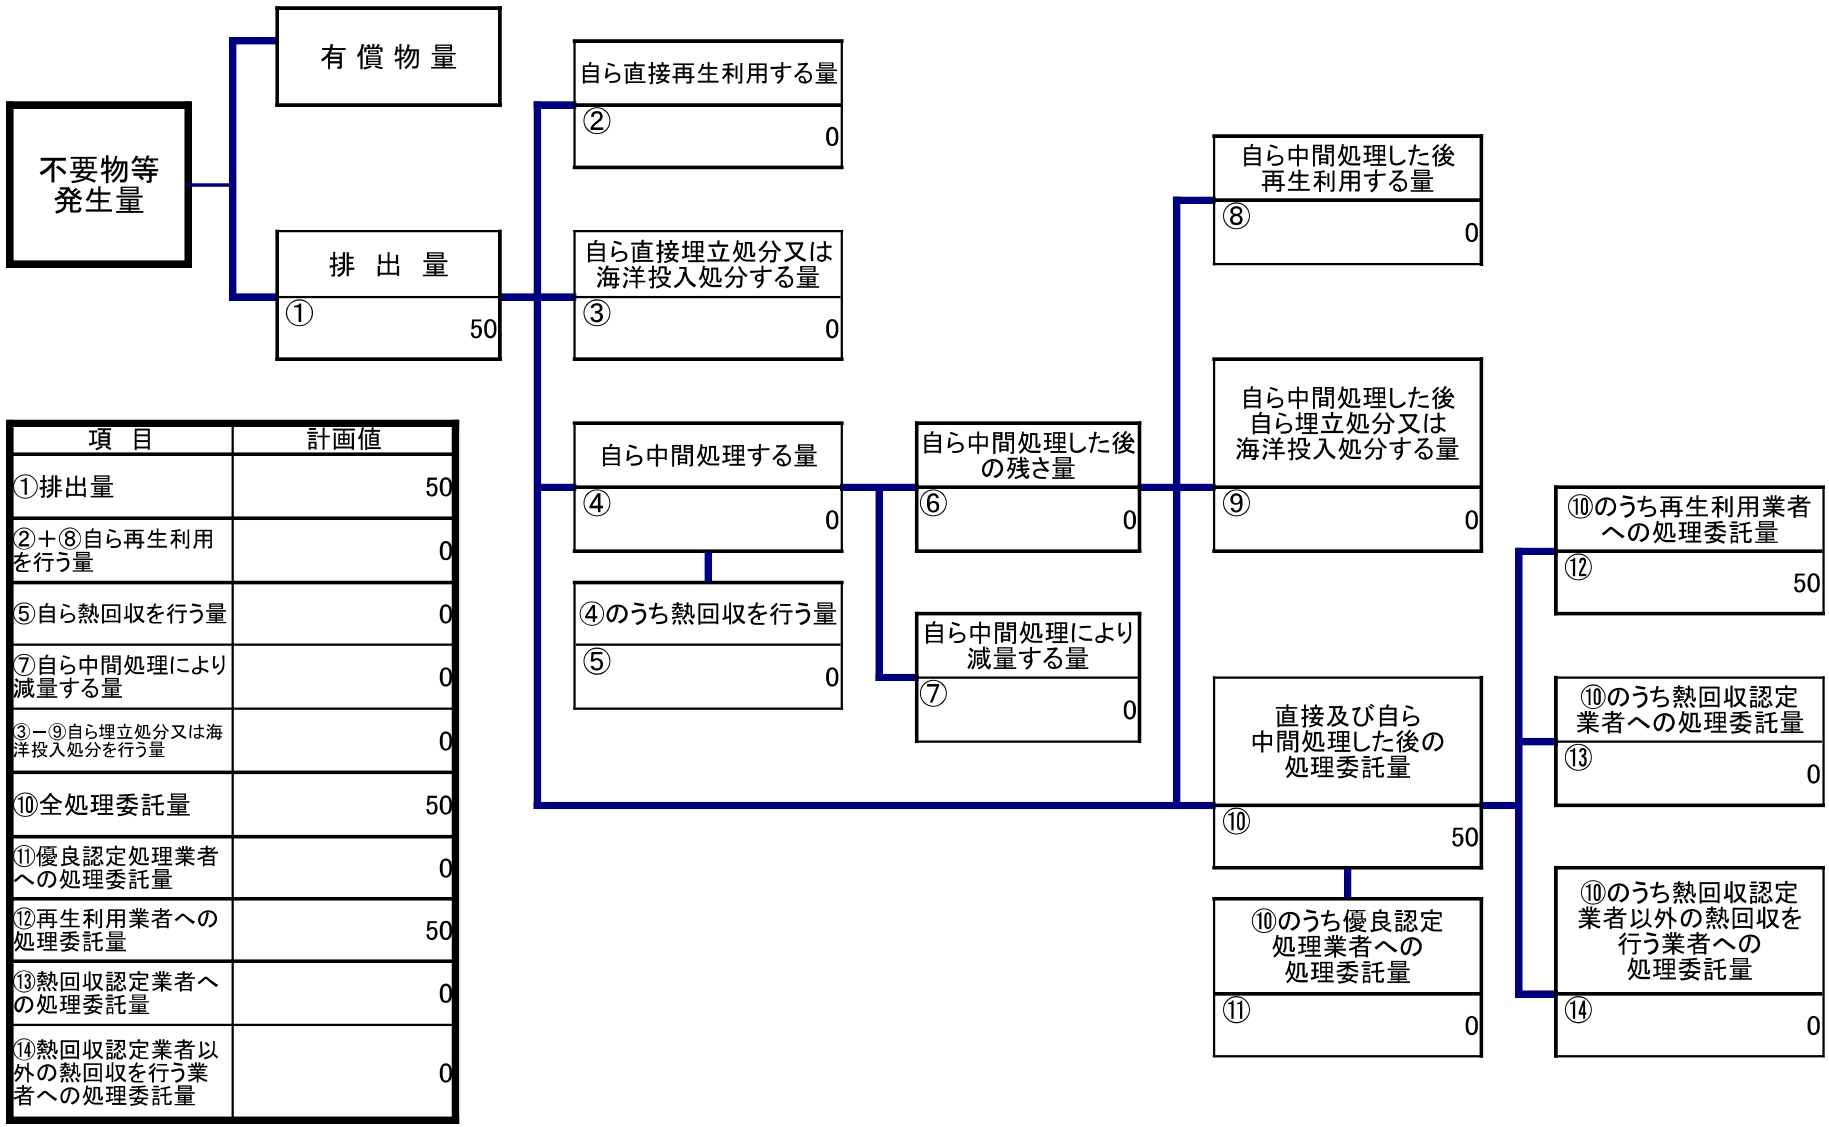 有償物量
不要物等
発生量
排出量
①
50
自ら直接再生利用する量
②
0
自ら直接埋立処分又は
海洋投入処分する量
③
0
自ら中間処理する量
④
0
④のうち熱回収を行う量
⑤
0
自ら中間処理した後
の残さ量
⑥
0
自ら中間処理により
減量する量
⑦
0
自ら中間処理した後
再生利用する量
⑧
0
自ら中間処理した後
自ら埋立処分又は
海洋投入処分する量
⑨
0
直接及び自ら
中間処理した後の
処理委託量
⑩
50
⑩のうち優良認定
処理業者への
処理委託量
⑪
0
⑩のうち再生利用業者
への処理委託量
⑫
50
⑩のうち熱回収認定
業者への処理委託量
⑬
0
⑩のうち熱回収認定
業者以外の熱回収を
行う業者への
処理委託量
⑭
0
項目 計画値
①排出量 50
②＋⑧自ら再生利用
を行う量 0
⑤自ら熱回収を行う量 0
⑦自ら中間処理により
減量する量 0
③－⑨自ら埋立処分又は海
洋投入処分を行う量 0
⑩全処理委託量 50
⑪優良認定処理業者
への処理委託量 0
⑫再生利用業者への
処理委託量 50
⑬熱回収認定業者へ
の処理委託量 0
⑭熱回収認定業者以
外の熱回収を行う業
者への処理委託量 0